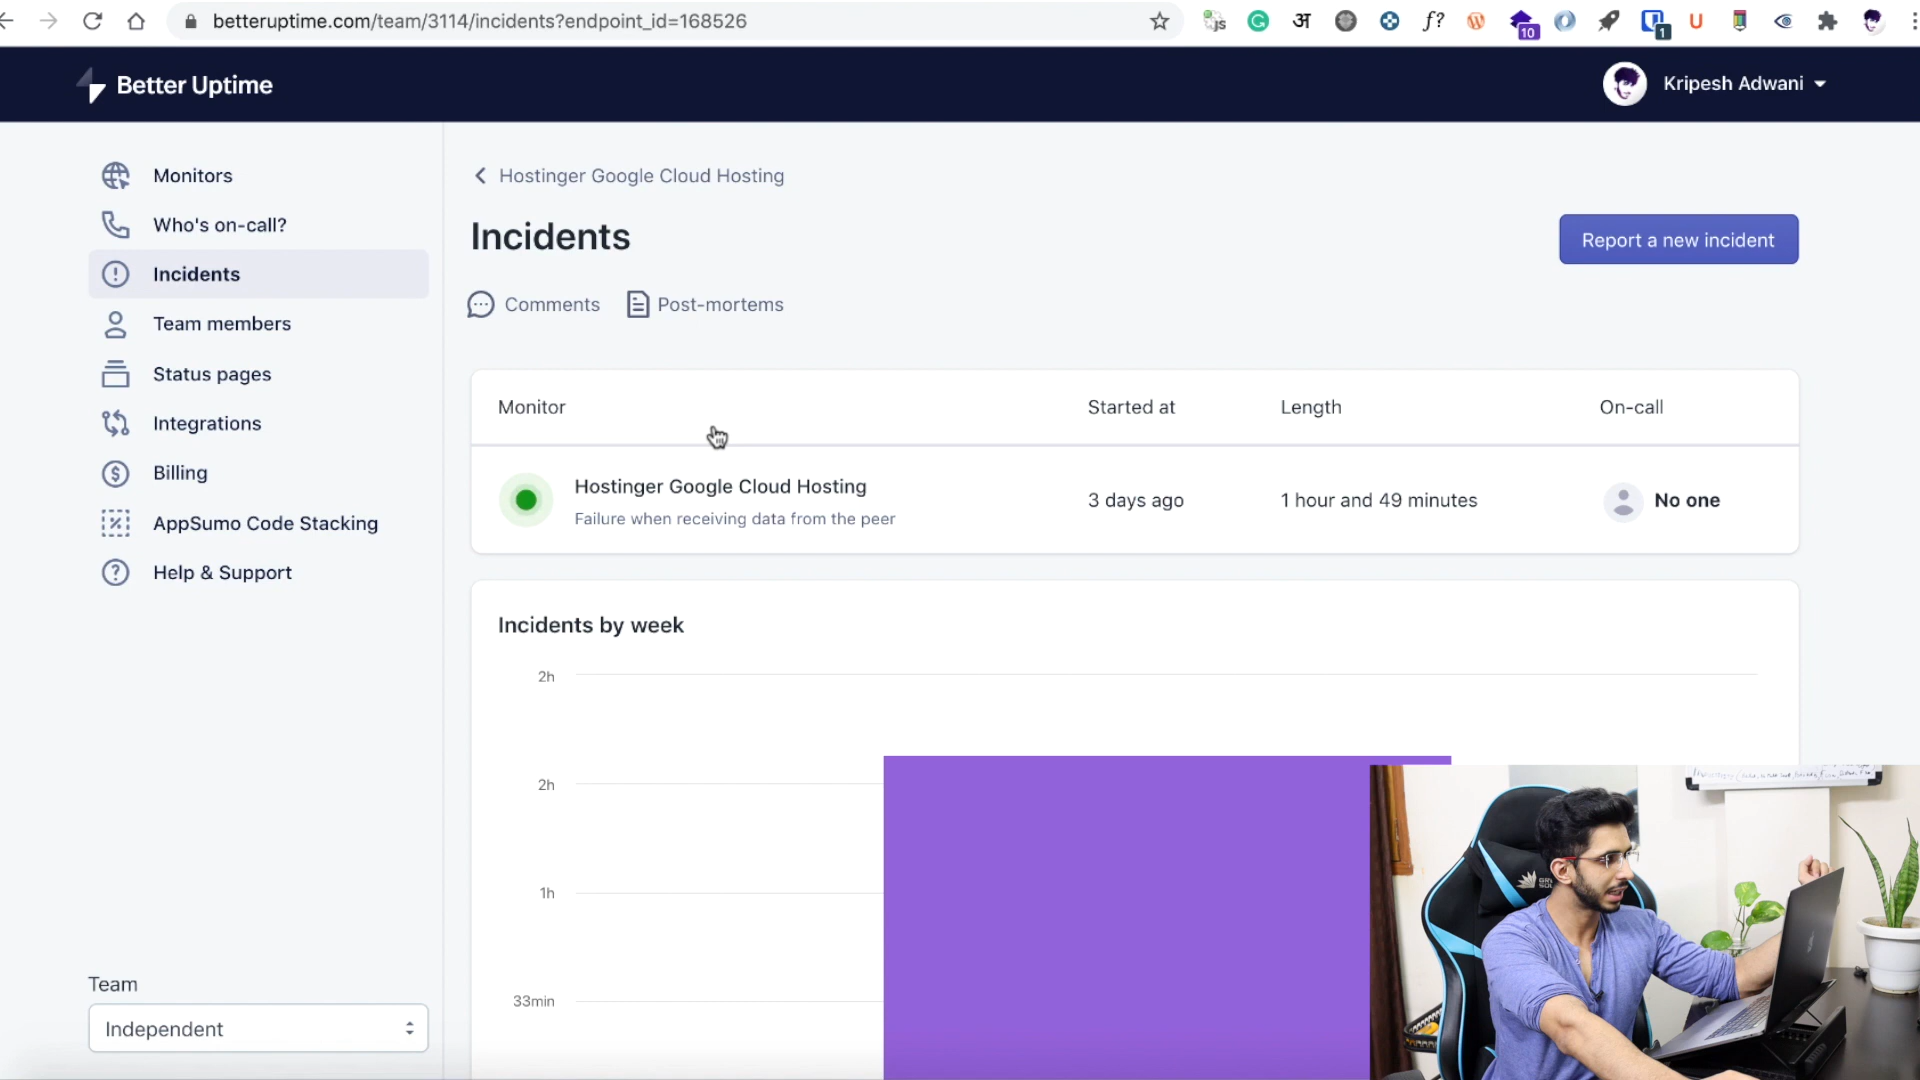 betteruptime.com/team/3114/incidents?endpoint_id=168526
JS
अ
f?
10
1
U
Better Uptime
Kripesh Adwani
Monitors
Who's on-call?
Incidents
Team members
Status pages
Integrations
Billing
AppSumo Code Stacking
Help & Support
Team
Independent
Hostinger Google Cloud Hosting
Incidents
Report a new incident
Comments
Post-mortems
Monitor
Started at
Length
On-call
Hostinger Google Cloud Hosting
Failure when receiving data from the peer
3 days ago
1 hour and 49 minutes
No one
Incidents by week
2h
2h
1h
33min